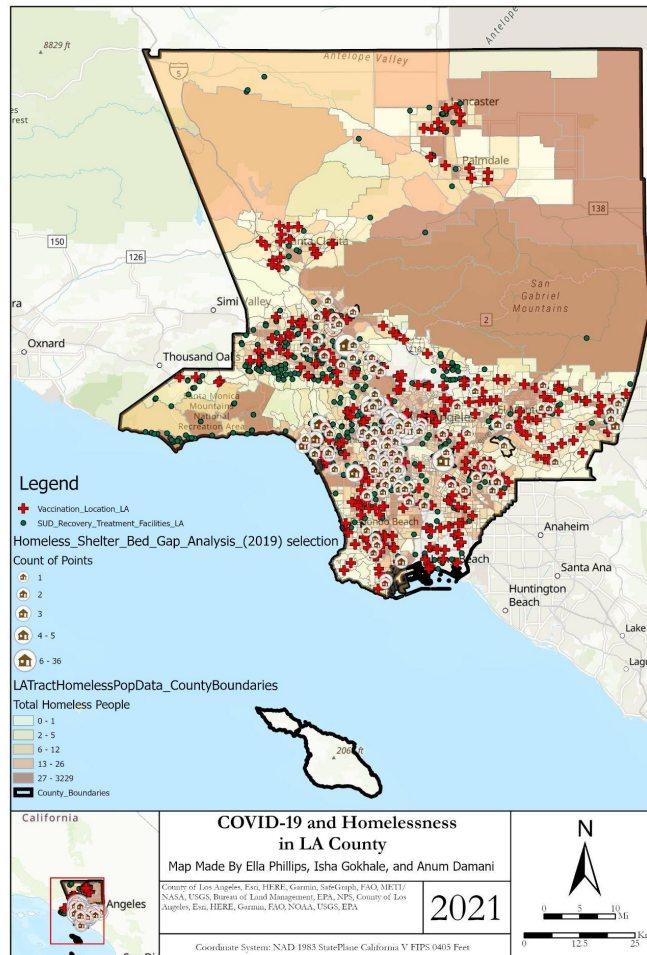 8829 ft
Antelope Valley
Antelope
5
Lancaster
Palmdale
138
150
126
Simi Valley
San
Gabriel
Mountains
2
Oxnard
Thousand Oaks
Santa Monica
Mountains
National
Recreation Area
Legend
Vaccination_Location_LA
SUD_Recovery_Treatment_Facilities_LA
Homeless_Shelter_Bed_Gap_Analysis_(2019) selection
Count of Points
1
2
3
4 - 5
6 - 36
LATractHomelessPopData_CountyBoundaries
Total Homeless People
0 - 1
2 - 5
6 - 12
13 - 26
27 - 3229
County_Boundaries
Anaheim
Santa Ana
Huntington
Beach
Lake
Lagu
California
Angeles
COVID-19 and Homelessness
in LA County
Map Made By Ella Phillips, Isha Gokhale, and Anum Damani
County of Los Angeles, Esri, HERE, Garmin, SafeGraph, FAO, METI/
NASA, USGS, Bureau of Land Management, EPA, NPS, County of Los
Angeles, Esri, HERE, Garmin, FAO, NOAA, USGS, EPA
2021
Coordinate System: NAD 1983 StatePlane California V FIPS 0405 Feet
N
0 5 10
Mi
0 12.5 25